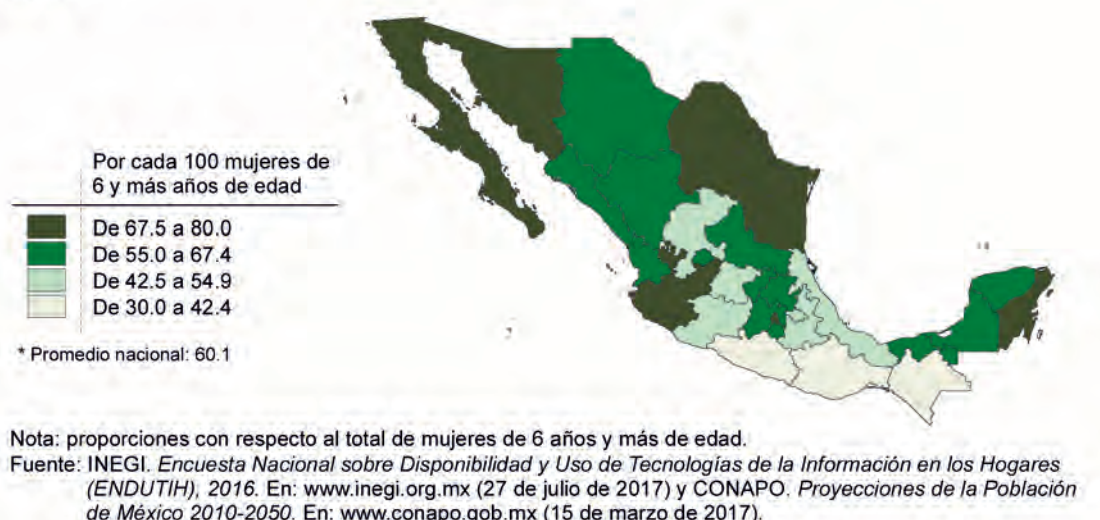 Por cada 100 mujeres de
6 y más años de edad
De 67.5 a 80.0
De 55.0 a 67.4
De 42.5 a 54.9
De 30.0 a 42.4
* Promedio nacional: 60.1
Nota: proporciones con respecto al total de mujeres de 6 años y más de edad.
Fuente: INEGI. Encuesta Nacional sobre Disponibilidad y Uso de Tecnologías de la Información en los Hogares
(ENDUTIH), 2016. En: www.inegi.org.mx (27 de julio de 2017) y CONAPO. Proyecciones de la Población
de México 2010-2050. En: www.conapo.gob.mx (15 de marzo de 2017).